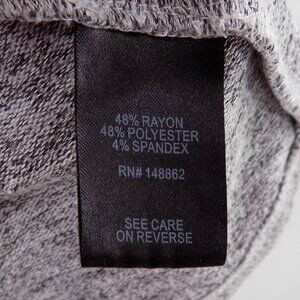 48% RAYON
48% POLYESTER
4% SPANDEX
RN# 148862
SEE CARE
ON REVERSE